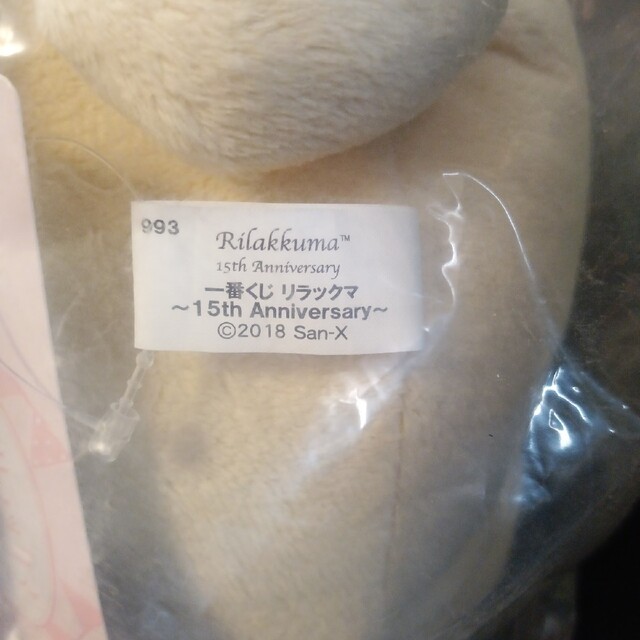 993
Rilakkuma™
15th Anniversary
一番くじ リラックマ
～15th Anniversary～
©2018 San-X